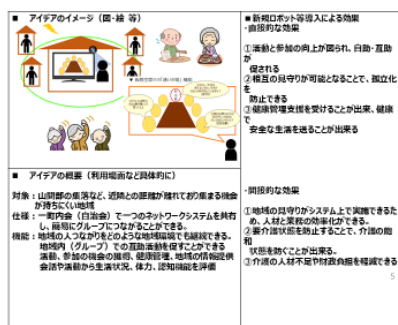 ■ アイデアのイメージ（図・絵 等）
■ アイデアの概要（利用場面など具体的に）
対象：山間部の集落など、近隣との距離が離れており集まる機会
が持ちにくい地域
仕様：一町内会（自治会）で一つのネットワークシステムを共有
し、簡易にグループにつながることができる。
機能：地域の人つながりをどのような地域環境でも継続できる。
地域内（グループ）での互助活動を促すことができる
活動、参加の機会の獲得、健康管理、地域の情報提供
会話や活動から生活状況、体力、認知機能を評価
■新規ロボット等導入による効果
・直接的な効果
①活動と参加の向上が図られ、自助・互助
が
促される
②相互の見守りが可能となることで、孤立化
を
防止できる
③健康管理支援を受けることが出来、健康
で
安全な生活を送ることが出来る
・間接的な効果
①地域の見守りがシステム上で実施できるた
め、人材と業務の効率化ができる。
②要介護状態を防止することで、介護の飽
和
状態を防ぐことが出来る。
③介護の人材不足や財政負担を軽減できる
5